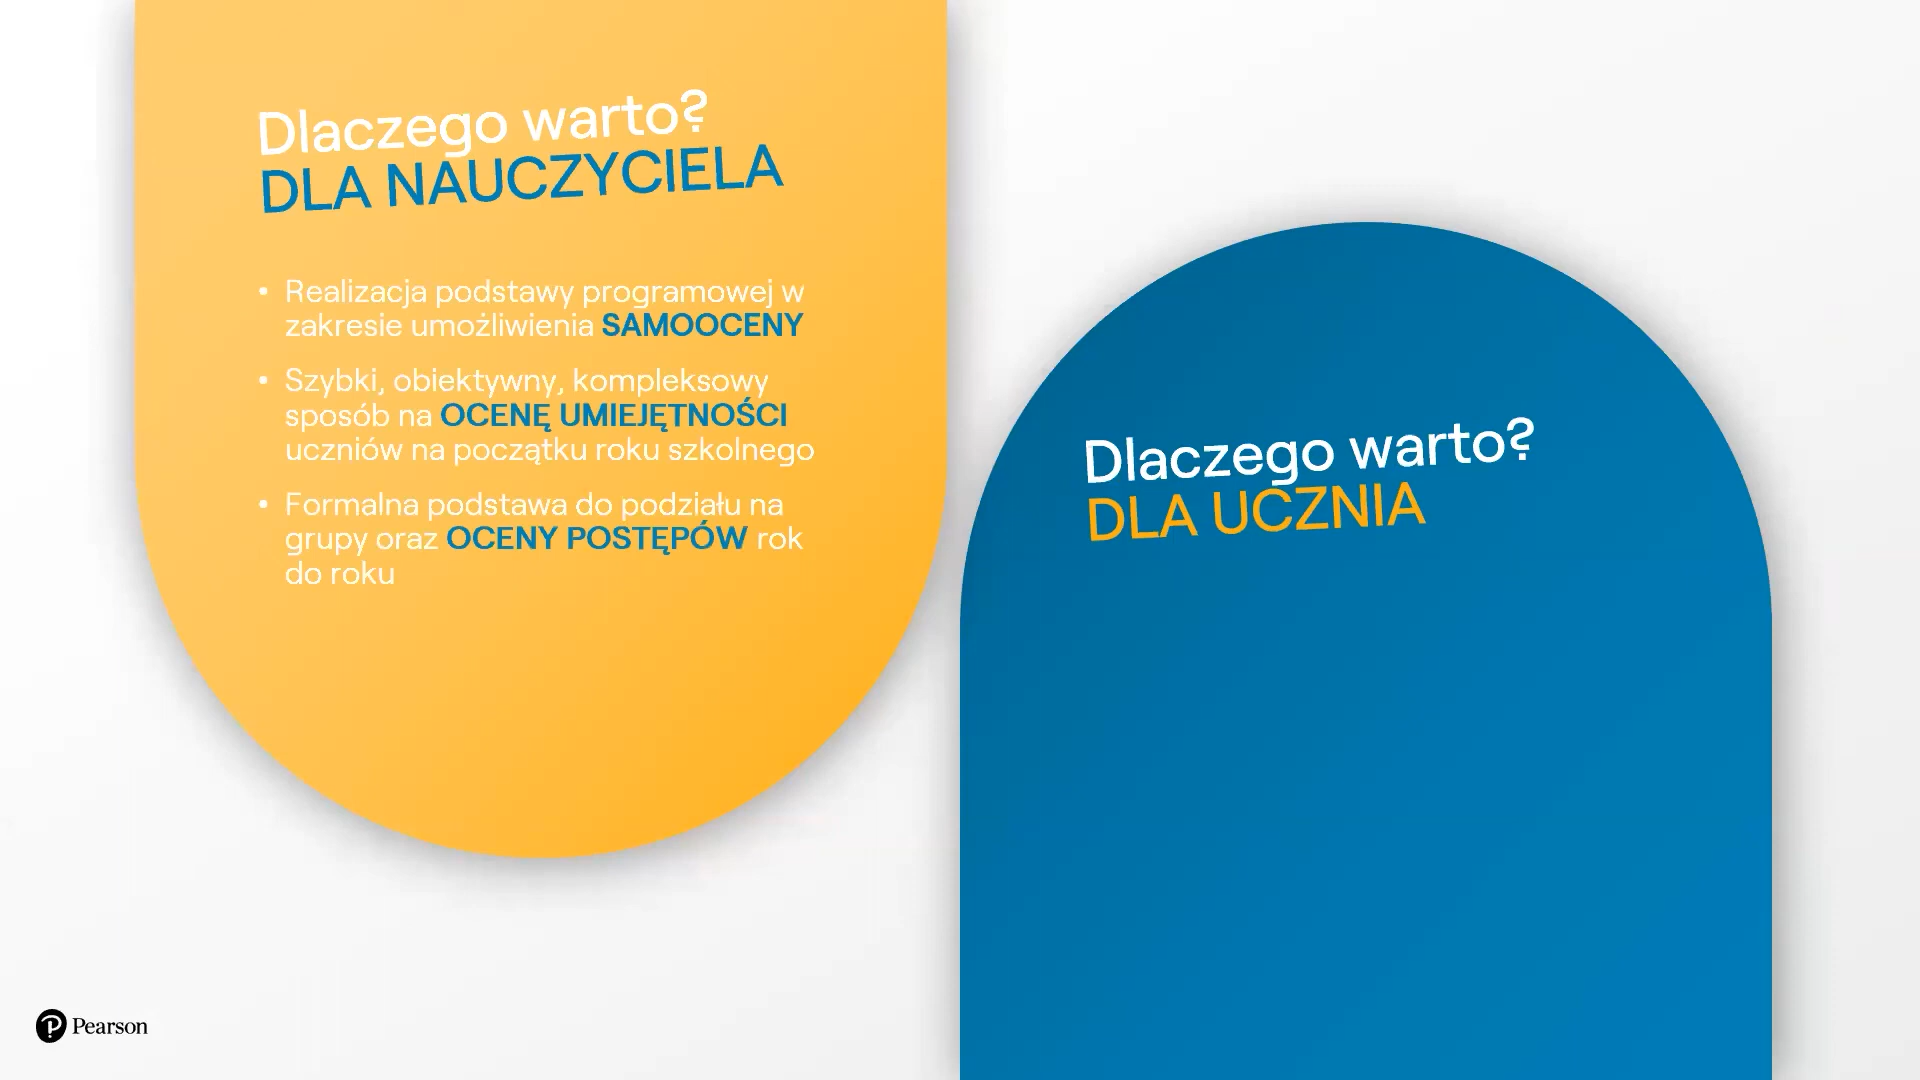 Dlaczego warto?
DLA NAUCZYCIELA
• Realizacja podstawy programowej w
zakresie umożliwienia SAMOOCENY
• Szybki, obiektywny, kompleksowy
sposób na OCENĘ UMIEJĘTNOŚCI
uczniów na początku roku szkolnego
• Formalna podstawa do podziału na
grupy oraz OCENY POSTĘPÓW rok
do roku
Dlaczego warto?
DLA UCZNIA
Pearson